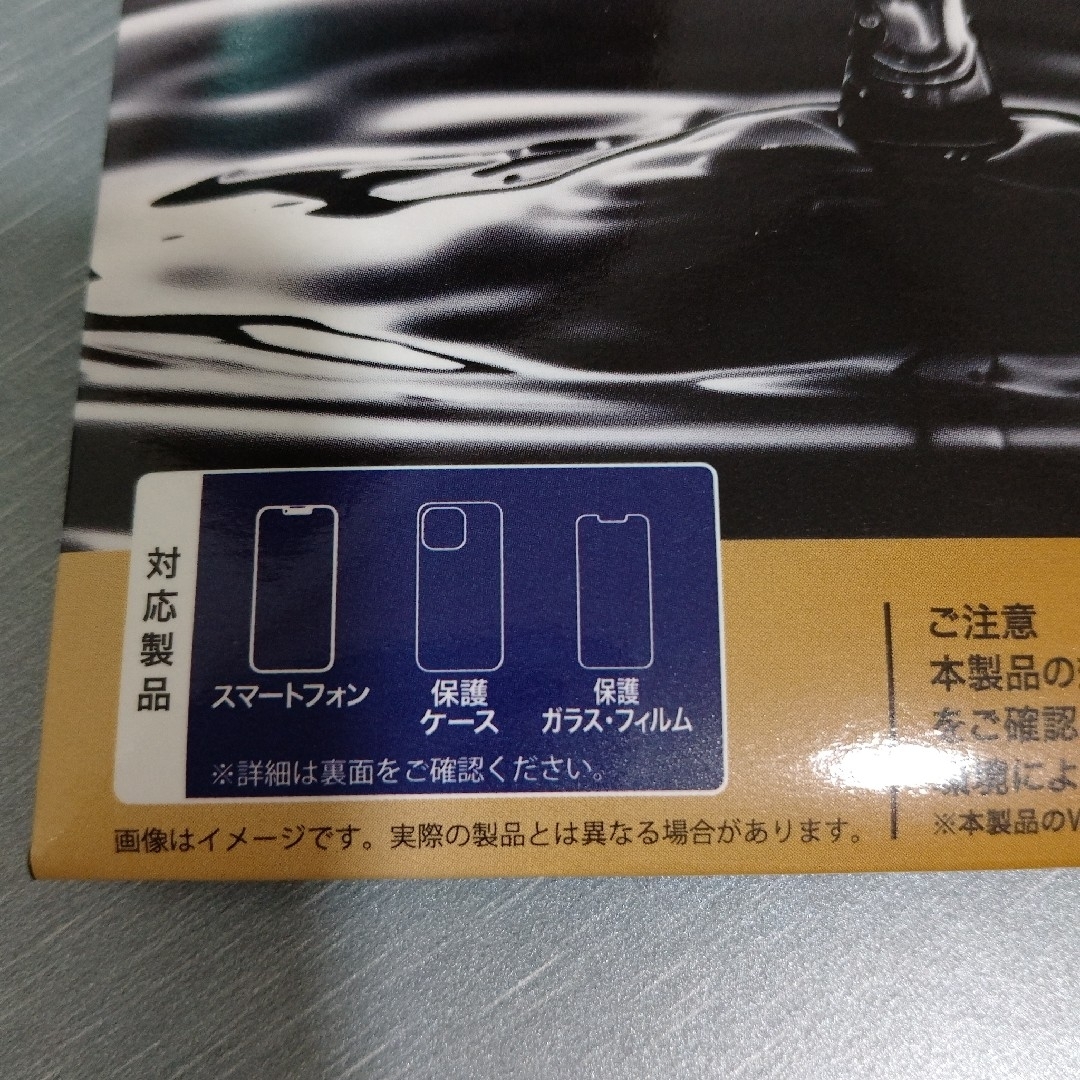 対応製品
スマートフォン
保護
ケース
保護
ガラス・フィルム
※詳細は裏面をご確認ください。
画像はイメージです。実際の製品とは異なる場合があります。
ご注意
本製品の
をご確認
環境によ
※本製品の